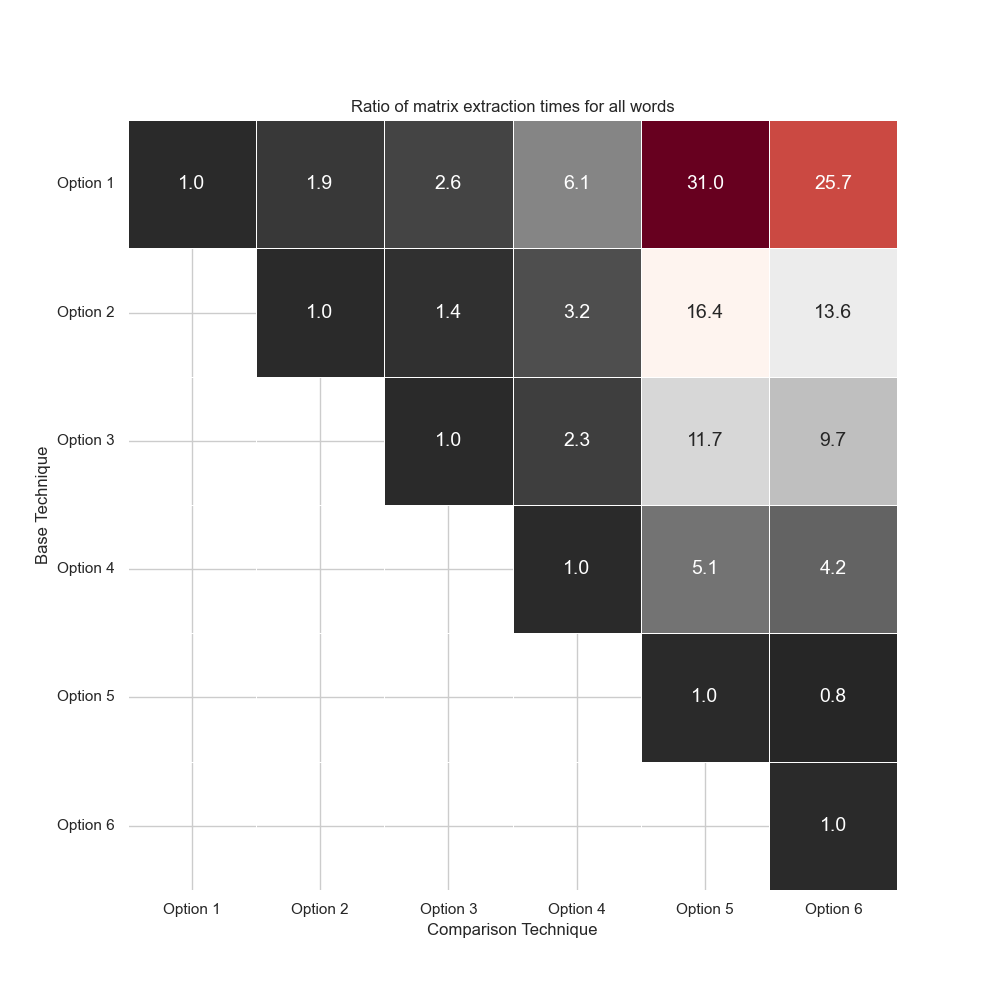 Ratio of matrix extraction times for all words
Option 1 1.0 1.9 2.6 6.1 31.0 25.7
Option 2 1.0 1.4 3.2 16.4 13.6
Option 3 1.0 2.3 11.7 9.7
Option 4 1.0 5.1 4.2
Option 5 1.0 0.8
Option 6 1.0
Base Technique
Option 1 Option 2 Option 3 Option 4 Option 5 Option 6
Comparison Technique